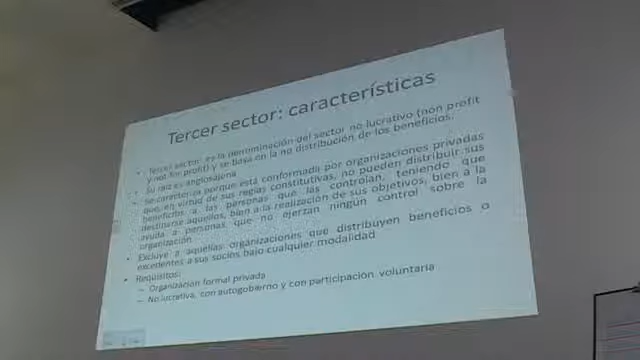 Tercer sector: características
• Tercer sector: es la denominación del sector no lucrativo (non profit
y not for profit) y se basa en la no distribución de los beneficios.
• Su raíz es anglosajona
• Se caracteriza porque está conformada por organizaciones privadas
que, en virtud de sus reglas constitutivas, no pueden distribuir sus
beneficios a las personas que las controlan, teniendo que
destinarse aquellos, bien a la realización de sus objetivos, bien a la
ayuda a personas que no ejerzan ningún control sobre la
organización
• Excluye a aquellas organizaciones que distribuyen beneficios o
excedentes a sus socios bajo cualquier modalidad
• Requisitos:
– Organización formal privada
– No lucrativa, con autogobierno y con participación voluntaria